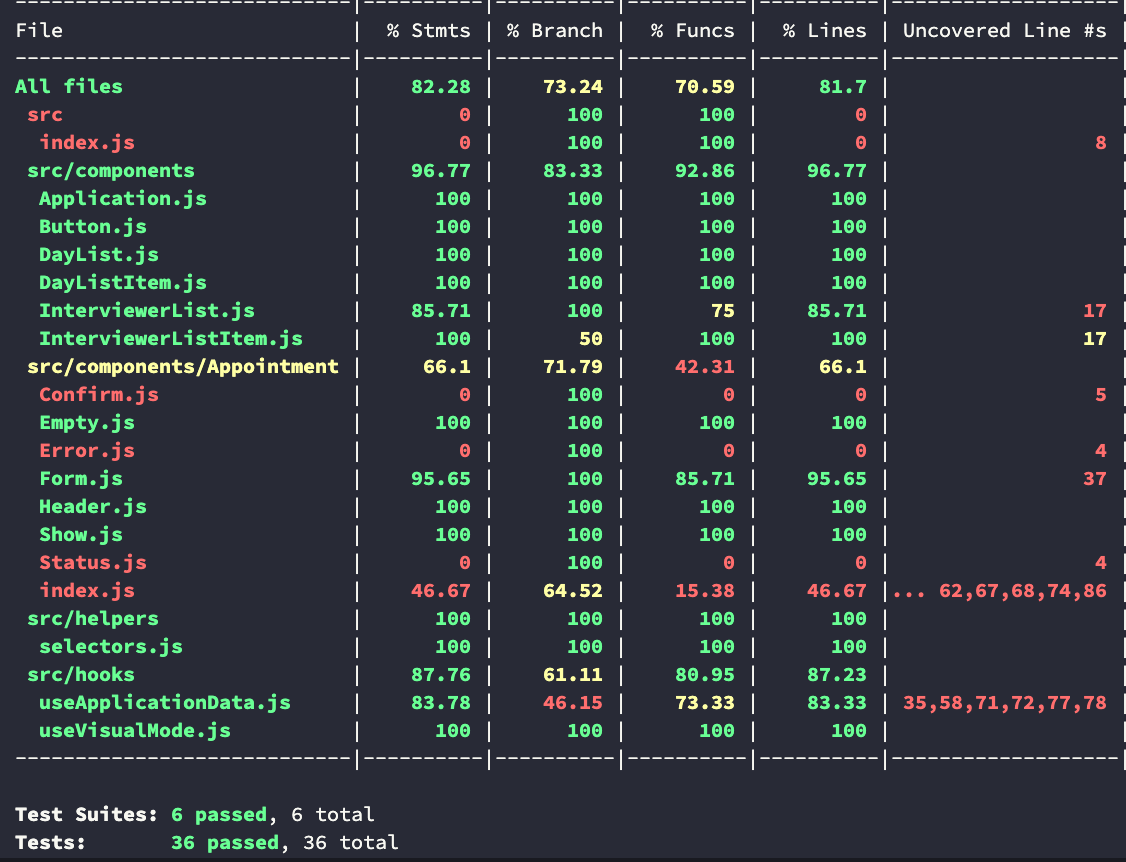 ----------------------------|----------|----------|----------|----------|-------------------|
File                        |  % Stmts | % Branch |  % Funcs |  % Lines | Uncovered Line #s |
----------------------------|----------|----------|----------|----------|-------------------|
All files                   |    82.28 |    73.24 |    70.59 |     81.7 |                   |
 src                        |        0 |      100 |      100 |        0 |                   |
  index.js                  |        0 |      100 |      100 |        0 |                 8 |
 src/components             |    96.77 |    83.33 |    92.86 |    96.77 |                   |
  Application.js            |      100 |      100 |      100 |      100 |                   |
  Button.js                 |      100 |      100 |      100 |      100 |                   |
  DayList.js                |      100 |      100 |      100 |      100 |                   |
  DayListItem.js            |      100 |      100 |      100 |      100 |                   |
  InterviewerList.js        |    85.71 |      100 |       75 |    85.71 |                17 |
  InterviewerListItem.js    |      100 |       50 |      100 |      100 |                17 |
 src/components/Appointment |     66.1 |    71.79 |    42.31 |     66.1 |                   |
  Confirm.js                |        0 |      100 |        0 |        0 |                 5 |
  Empty.js                  |      100 |      100 |      100 |      100 |                   |
  Error.js                  |        0 |      100 |        0 |        0 |                 4 |
  Form.js                   |    95.65 |      100 |    85.71 |    95.65 |                37 |
  Header.js                 |      100 |      100 |      100 |      100 |                   |
  Show.js                   |      100 |      100 |      100 |      100 |                   |
  Status.js                 |        0 |      100 |        0 |        0 |                 4 |
  index.js                  |    46.67 |    64.52 |    15.38 |    46.67 |... 62,67,68,74,86 |
 src/helpers                |      100 |      100 |      100 |      100 |                   |
  selectors.js              |      100 |      100 |      100 |      100 |                   |
 src/hooks                  |    87.76 |    61.11 |    80.95 |    87.23 |                   |
  useApplicationData.js     |    83.78 |    46.15 |    73.33 |    83.33 | 35,58,71,72,77,78 |
  useVisualMode.js          |      100 |      100 |      100 |      100 |                   |
----------------------------|----------|----------|----------|----------|-------------------|
Test Suites: 6 passed, 6 total
Tests:       36 passed, 36 total